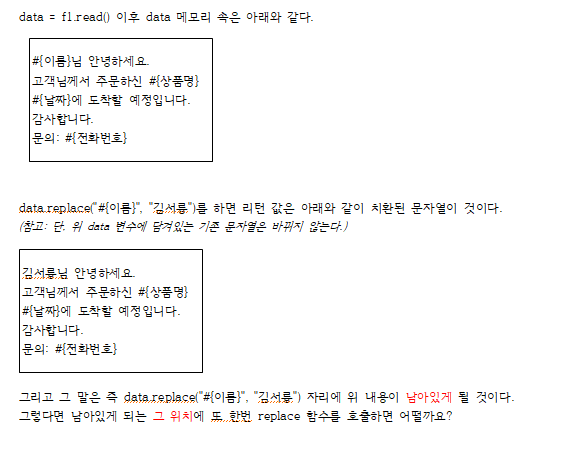 data = f1.read() 이후 data 메모리 속은 아래와 같다.
#{이름}님 안녕하세요.
고객님께서 주문하신 #{상품명}
#{날짜}에 도착할 예정입니다.
감사합니다.
문의: #{전화번호}
data.replace("#{이름}", "김서룡")를 하면 리턴 값은 아래와 같이 치환된 문자열이 것이다.
(참고: 단, 위 data 변수에 담겨있는 기존 문자열은 바뀌지 않는다.)
김서룡님 안녕하세요.
고객님께서 주문하신 #{상품명}
#{날짜}에 도착할 예정입니다.
감사합니다.
문의: #{전화번호}
그리고 그 말은 즉 data.replace("#{이름}", "김서룡") 자리에 위 내용이 남아있게 될 것이다.
그렇다면 남아있게 되는 그 위치에 또 한번 replace 함수를 호출하면 어떨까요?